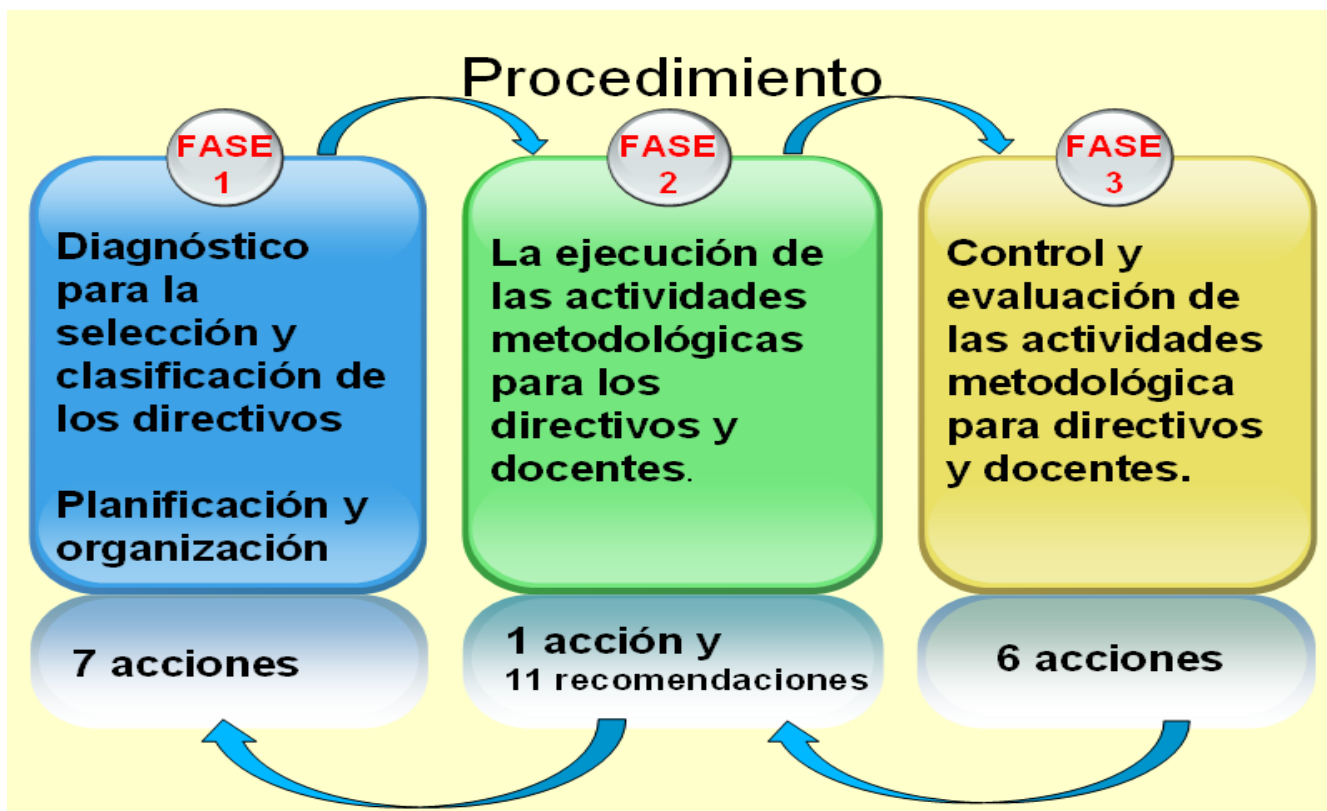 Procedimiento
FASE
1
Diagnóstico
para la
selección y
clasificación de
los directivos
Planificación y
organización
7 acciones
FASE
2
La ejecución de
las actividades
metodológicas
para los
directivos y
docentes.
1 acción y
11 recomendaciones
FASE
3
Control y
evaluación de
las actividades
metodológica
para directivos
y docentes.
6 acciones